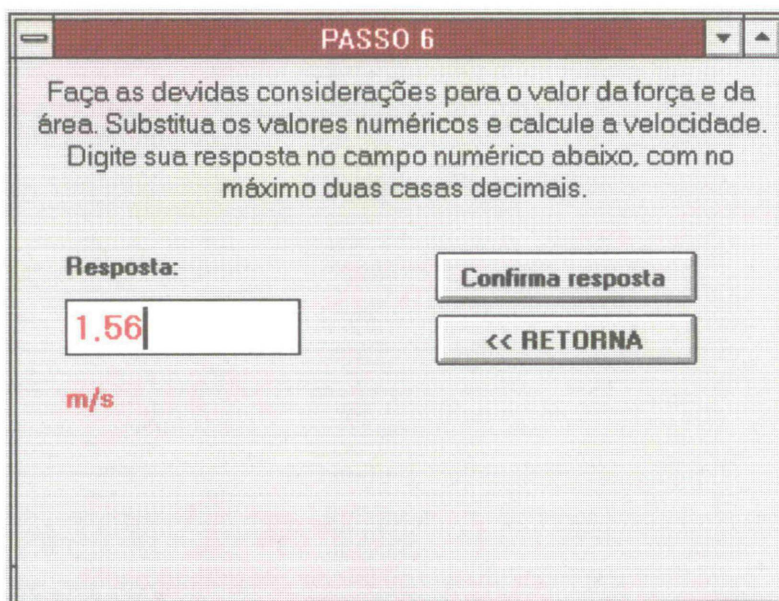 PASSO 6
Faça as devidas considerações para o valor da força e da
área. Substitua os valores numéricos e calcule a velocidade.
Digite sua resposta no campo numérico abaixo, com no
máximo duas casas decimais.
Resposta:
Confirma resposta
1.56
<< RETORNA
m/s